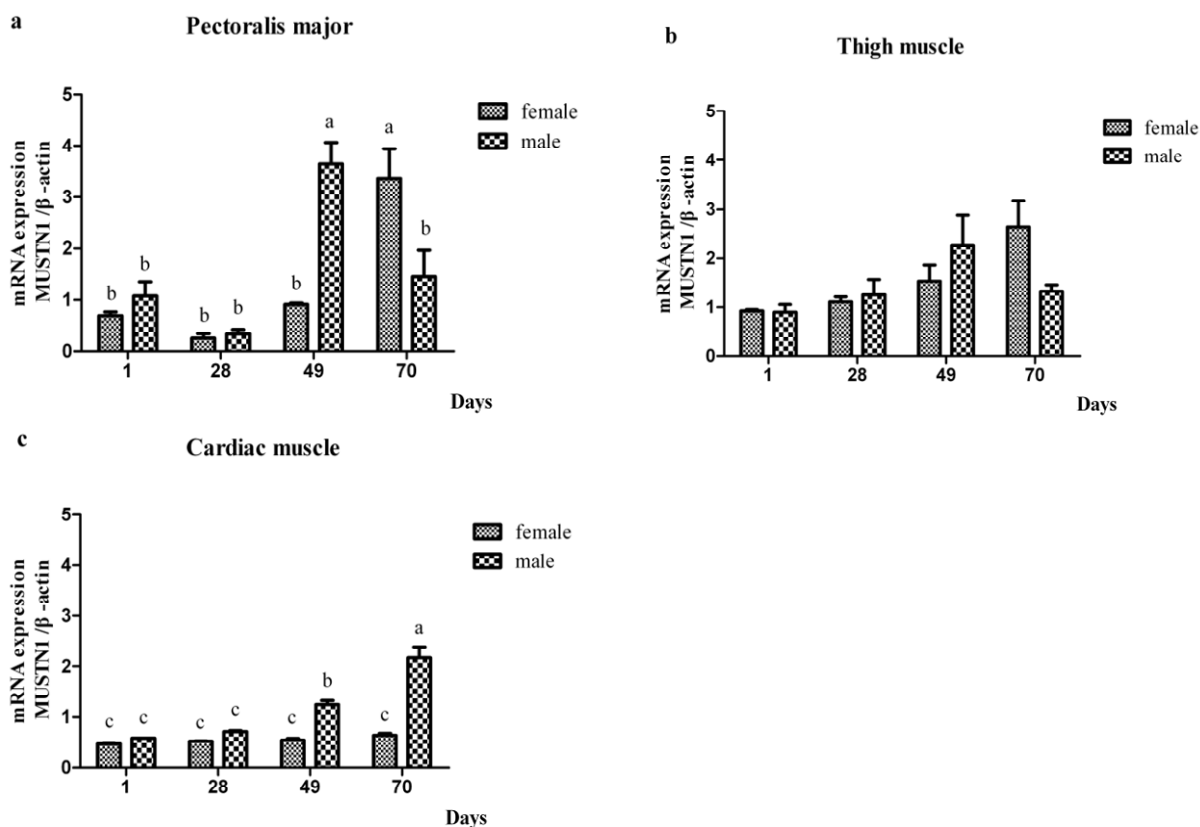 a
Pectoralis major
mRNA expression
MUSTN1 /β -actin
5
4
3
2
1
0
b b b b b a a b
1 28 49 70
Days
female
male
b
Thigh muscle
mRNA expression
MUSTN1 /β -actin
5
4
3
2
1
0
1 28 49 70
Days
female
male
c
Cardiac muscle
mRNA expression
MUSTN1 /β -actin
5
4
3
2
1
0
c c c c c b c a
1 28 49 70
Days
female
male